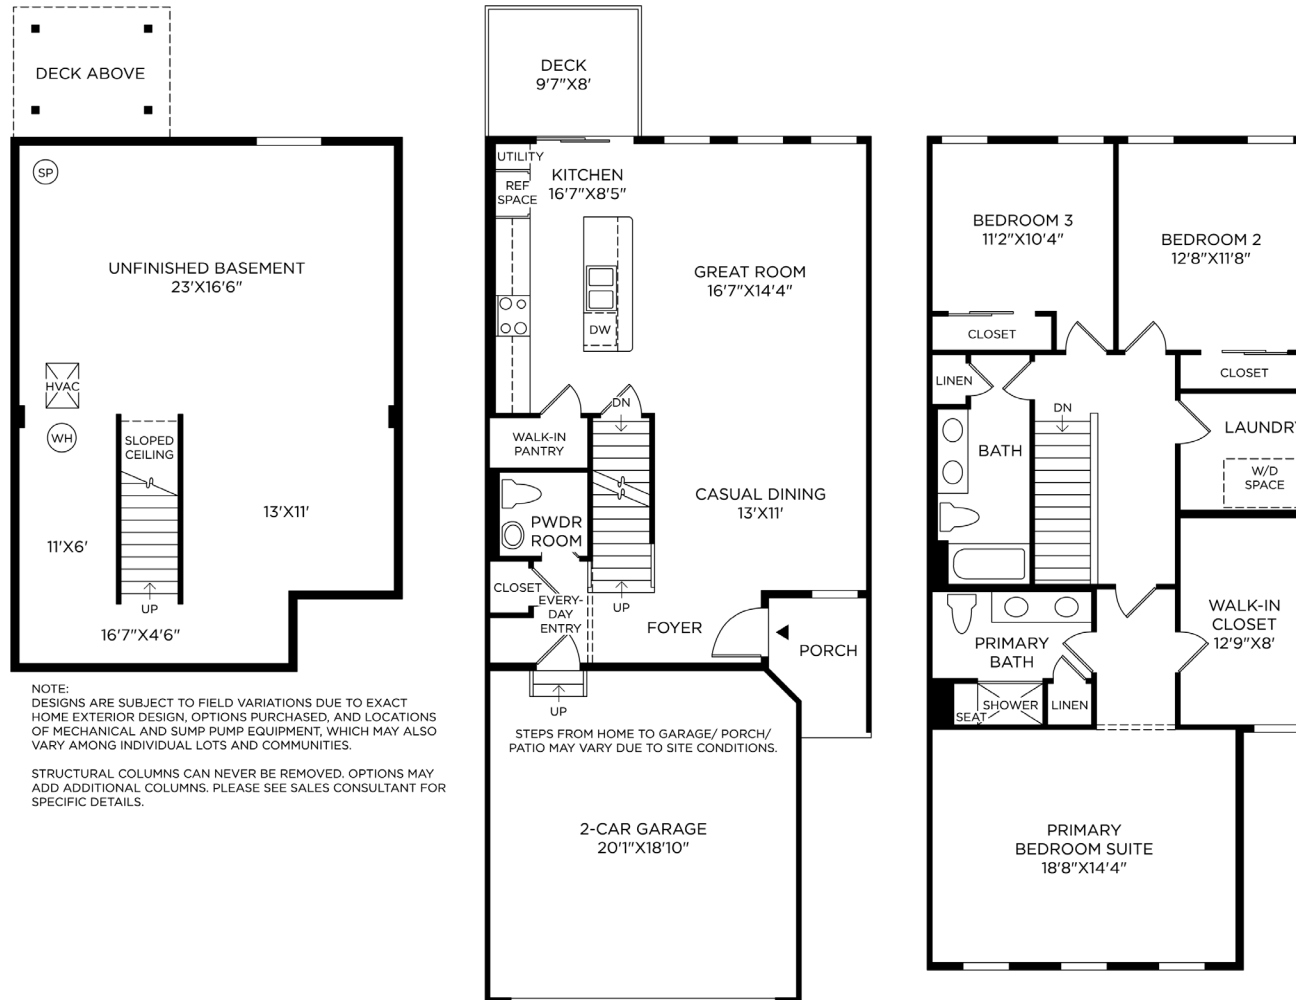 DECK ABOVE
SP
UNFINISHED BASEMENT
23'X16'6"
HVAC
WH
SLOPED
CEILING
13'X11'
11'X6'
UP
16'7"X4'6"
NOTE:
DESIGNS ARE SUBJECT TO FIELD VARIATIONS DUE TO EXACT
HOME EXTERIOR DESIGN, OPTIONS PURCHASED, AND LOCATIONS
OF MECHANICAL AND SUMP PUMP EQUIPMENT, WHICH MAY ALSO
VARY AMONG INDIVIDUAL LOTS AND COMMUNITIES.
STRUCTURAL COLUMNS CAN NEVER BE REMOVED. OPTIONS MAY
ADD ADDITIONAL COLUMNS. PLEASE SEE SALES CONSULTANT FOR
SPECIFIC DETAILS.
DECK
9'7"X8'
UTILITY
REF
SPACE
KITCHEN
16'7"X8'5"
GREAT ROOM
16'7"X14'4"
DW
DN
WALK-IN
PANTRY
CASUAL DINING
13'X11'
PWDR
ROOM
CLOSET
EVERY-
DAY
ENTRY
UP
FOYER
PORCH
UP
STEPS FROM HOME TO GARAGE/ PORCH/
PATIO MAY VARY DUE TO SITE CONDITIONS.
2-CAR GARAGE
20'1"X18'10"
BEDROOM 3
11'2"X10'4"
BEDROOM 2
12'8"X11'8"
CLOSET
CLOSET
LINEN
DN
BATH
LAUNDRY
W/D
SPACE
WALK-IN
CLOSET
12'9"X8'
PRIMARY
BATH
SEAT
SHOWER
LINEN
PRIMARY
BEDROOM SUITE
18'8"X14'4"